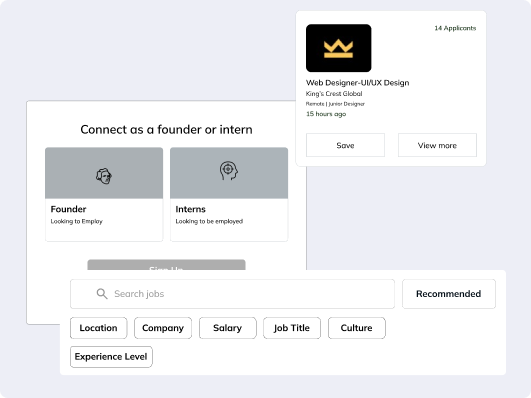 14 Applicants
Web Designer-UI/UX Design
King's Crest Global
Remote | Junior Designer
15 hours ago
Save
View more
Connect as a founder or intern
Founder
Looking to Employ
Interns
Looking to be employed
Sign Up
Search jobs
Recommended
Location
Company
Salary
Job Title
Culture
Experience Level